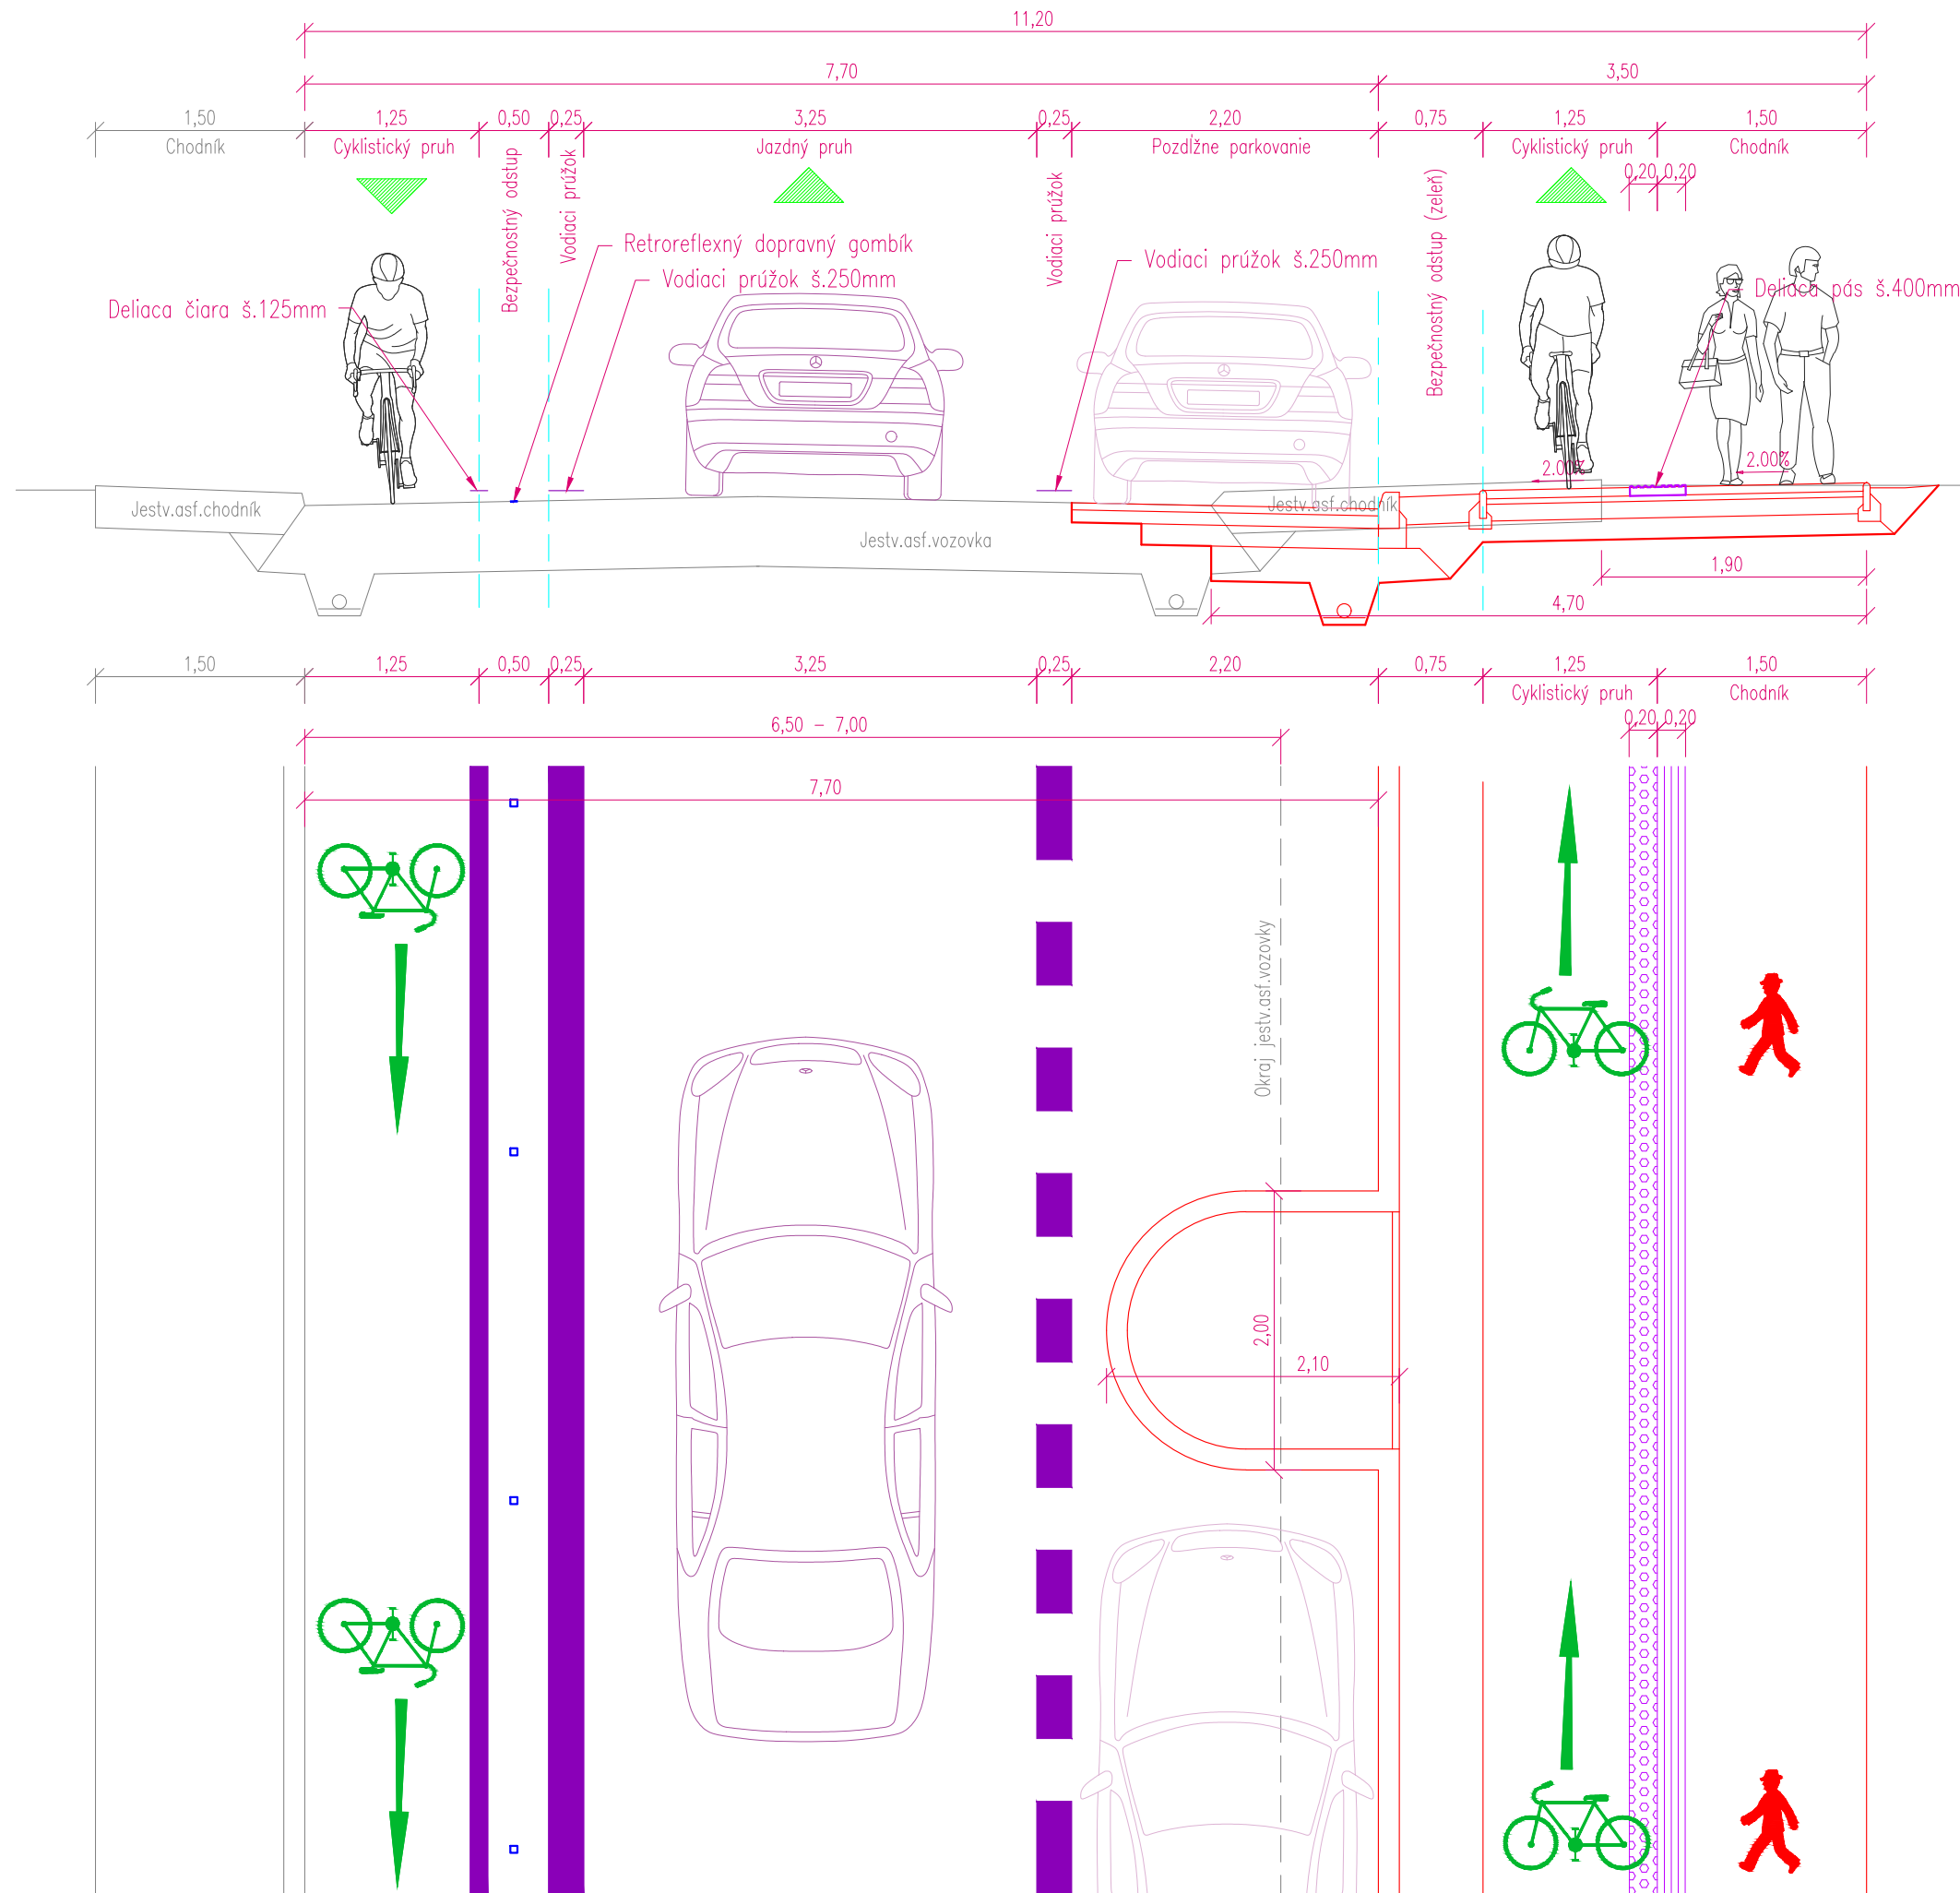 11,20
7,70
3,50
1,50
1,25
0,50
0,25
3,25
0,25
2,20
0,75
1,25
1,50
Chodník
Cyklistický pruh
Jazdný pruh
Pozdĺžne parkovanie
Cyklistický pruh
Chodník
Bezpečnostný odstup
Vodiaci prúžok
Vodiaci prúžok
Bezpečnostný odstup (zeleň)
0,20
0,20
Retroreflexný dopravný gombík
Vodiaci prúžok š.250mm
Vodiaci prúžok š.250mm
Deliaca čiara š.125mm
Deliaca pás š.400mm
2.00%
2.00%
Jestv.asf.chodník
Jestv.asf.chodník
Jestv.asf.vozovka
1,90
4,70
1,50
1,25
0,50
0,25
3,25
0,25
2,20
0,75
1,25
1,50
Cyklistický pruh
Chodník
0,20
0,20
6,50 - 7,00
7,70
Okraj jestv.asf.vozovky
2,00
2,10